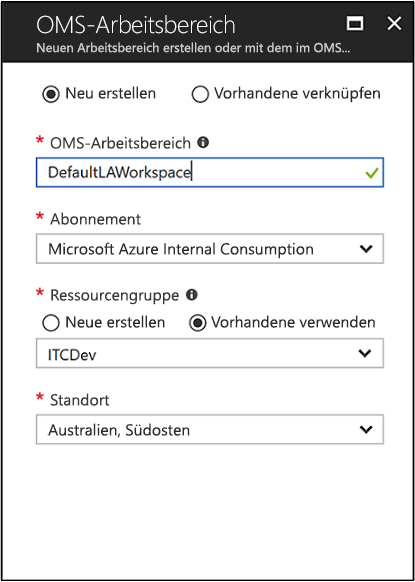 OMS-Arbeitsbereich
Neuen Arbeitsbereich erstellen oder mit dem im OMS...
Neu erstellen Vorhandene verknüpfen
* OMS-Arbeitsbereich
DefaultLAWorkspace
* Abonnement
Microsoft Azure Internal Consumption
* Ressourcengruppe
Neue erstellen Vorhandene verwenden
ITCDev
* Standort
Australien, Südosten